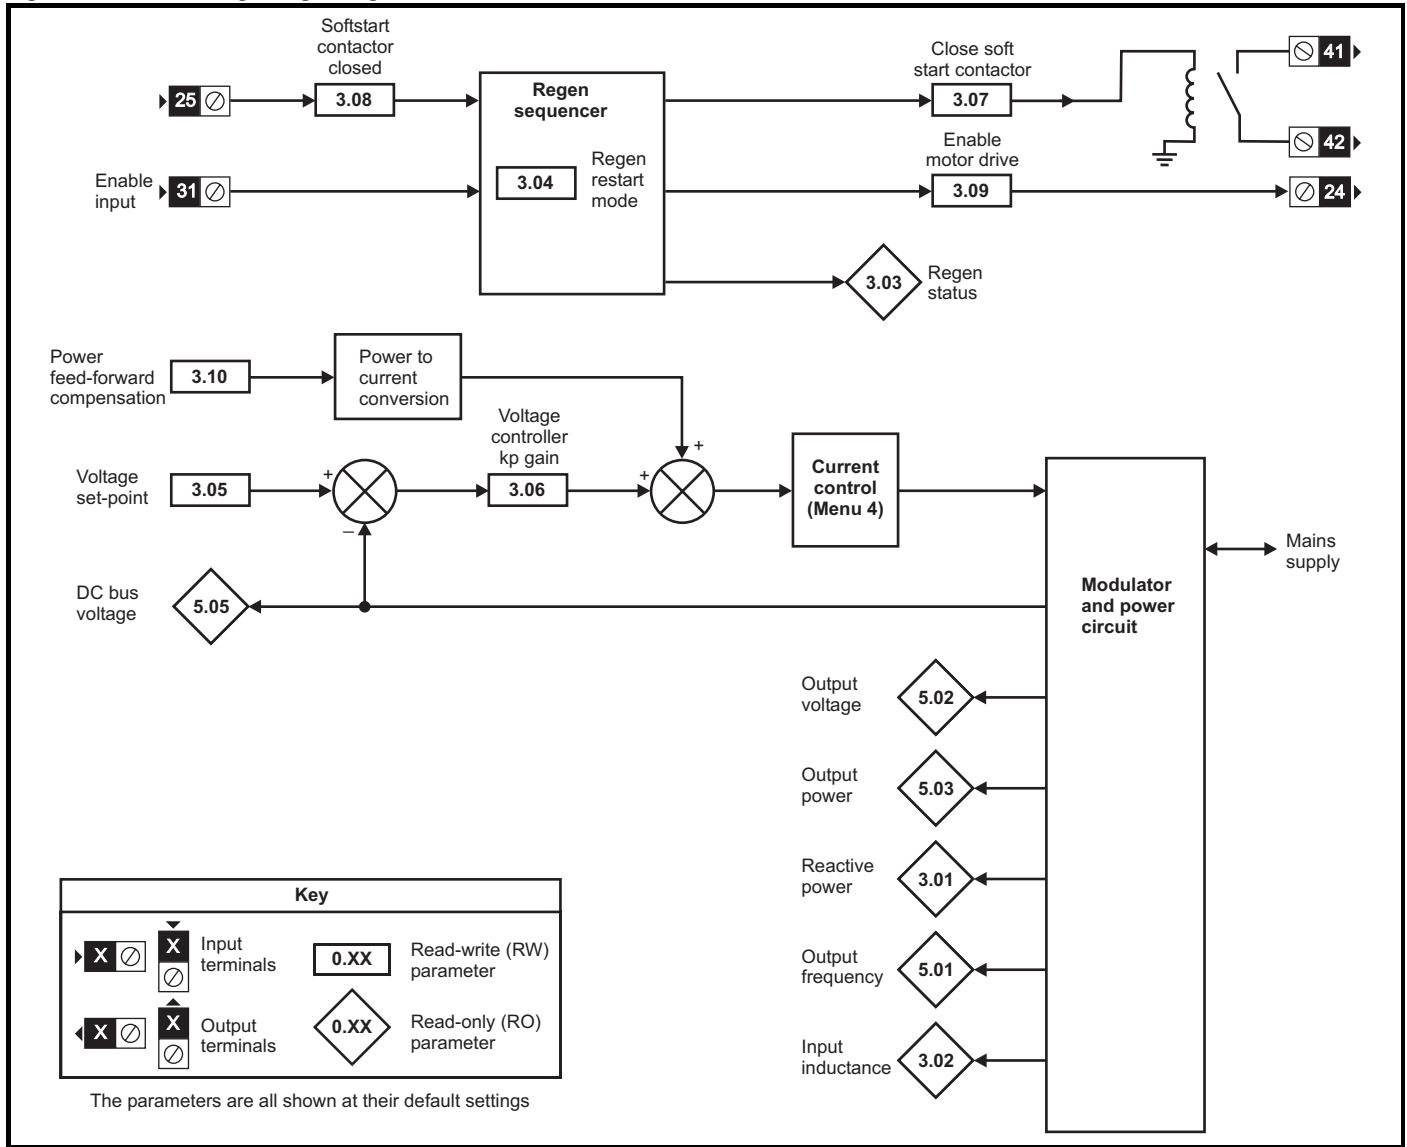 Softstart
contactor
closed
25
3.08
Regen
sequencer
Close soft
start contactor
3.07
41
42
Enable
input
31
3.04
Regen
restart
mode
Enable
motor drive
3.09
24
3.03
Regen
status
Power
feed-forward
compensation
3.10
Power to
current
conversion
Voltage
controller
kp gain
+
Voltage
set-point
3.05
+
–
3.06
+
Current
control
(Menu 4)
Mains
supply
DC bus
voltage
5.05
Modulator
and power
circuit
Output
voltage
5.02
Output
power
5.03
Reactive
power
3.01
Output
frequency
5.01
Input
inductance
3.02
Key
X
X
Input
terminals
0.XX
Read-write (RW)
parameter
X
X
Output
terminals
0.XX
Read-only (RO)
parameter
The parameters are all shown at their default settings